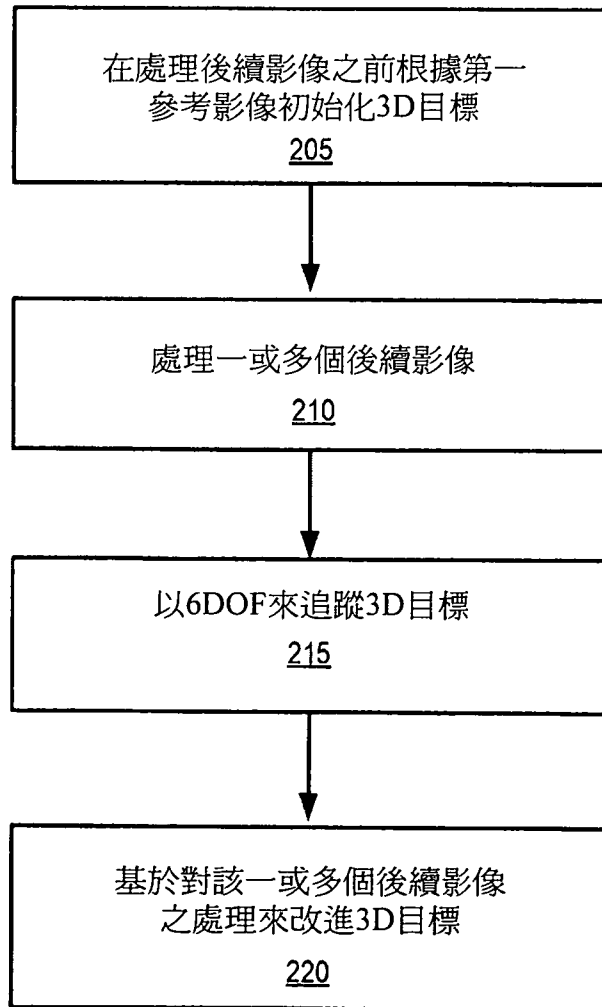 在處理後續影像之前根據第一
參考影像初始化3D目標
205
處理一或多個後續影像
210
以6DOF來追蹤3D目標
215
基於對該一或多個後續影像
之處理來改進3D目標
220